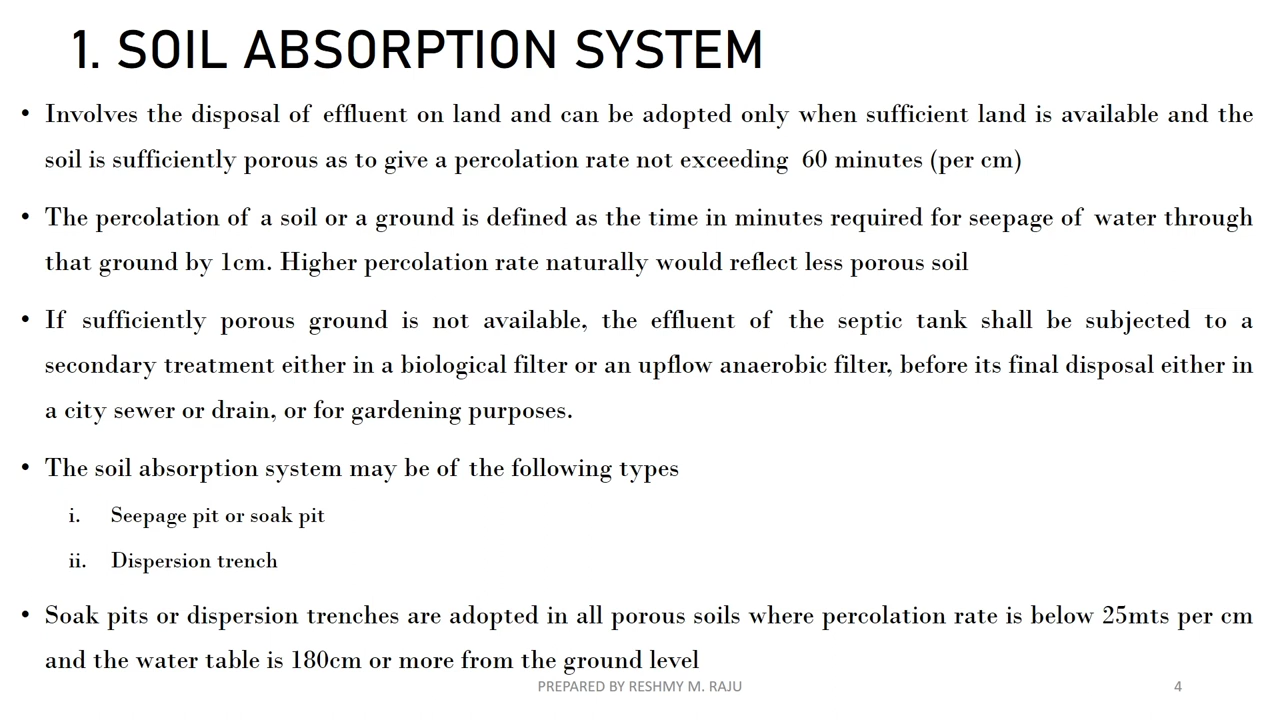 1. SOIL ABSORPTION SYSTEM
• Involves the disposal of effluent on land and can be adopted only when sufficient land is available and the
soil is sufficiently porous as to give a percolation rate not exceeding 60 minutes (per cm)
• The percolation of a soil or a ground is defined as the time in minutes required for seepage of water through
that ground by 1cm. Higher percolation rate naturally would reflect less porous soil
• If sufficiently porous ground is not available, the effluent of the septic tank shall be subjected to a
secondary treatment either in a biological filter or an upflow anaerobic filter, before its final disposal either in
a city sewer or drain, or for gardening purposes.
• The soil absorption system may be of the following types
i. Seepage pit or soak pit
ii. Dispersion trench
• Soak pits or dispersion trenches are adopted in all porous soils where percolation rate is below 25mts per cm
and the water table is 180cm or more from the ground level
PREPARED BY RESHMY M. RAJU
4